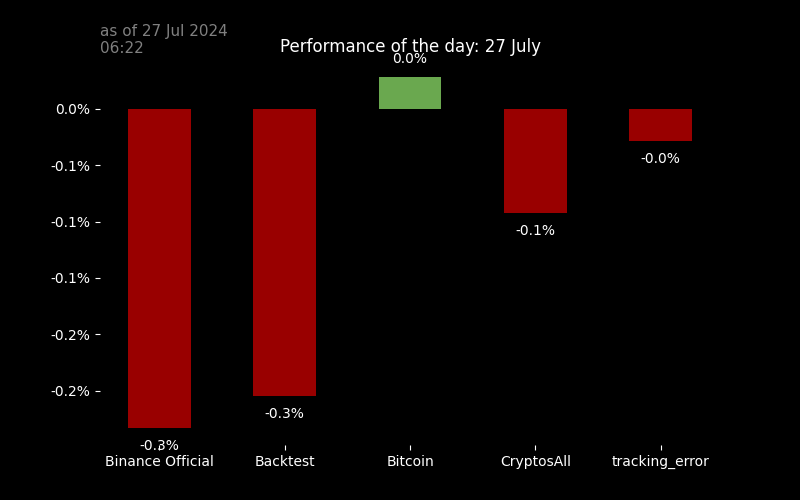 as of 27 Jul 2024
06:22
Performance of the day: 27 July
0.0%
0.0%
-0.1%
-0.0%
-0.1%
-0.1%
-0.1%
-0.2%
-0.2%
-0.3%
-0.3%
Binance Official
Backtest
Bitcoin
CryptosAll
tracking_error